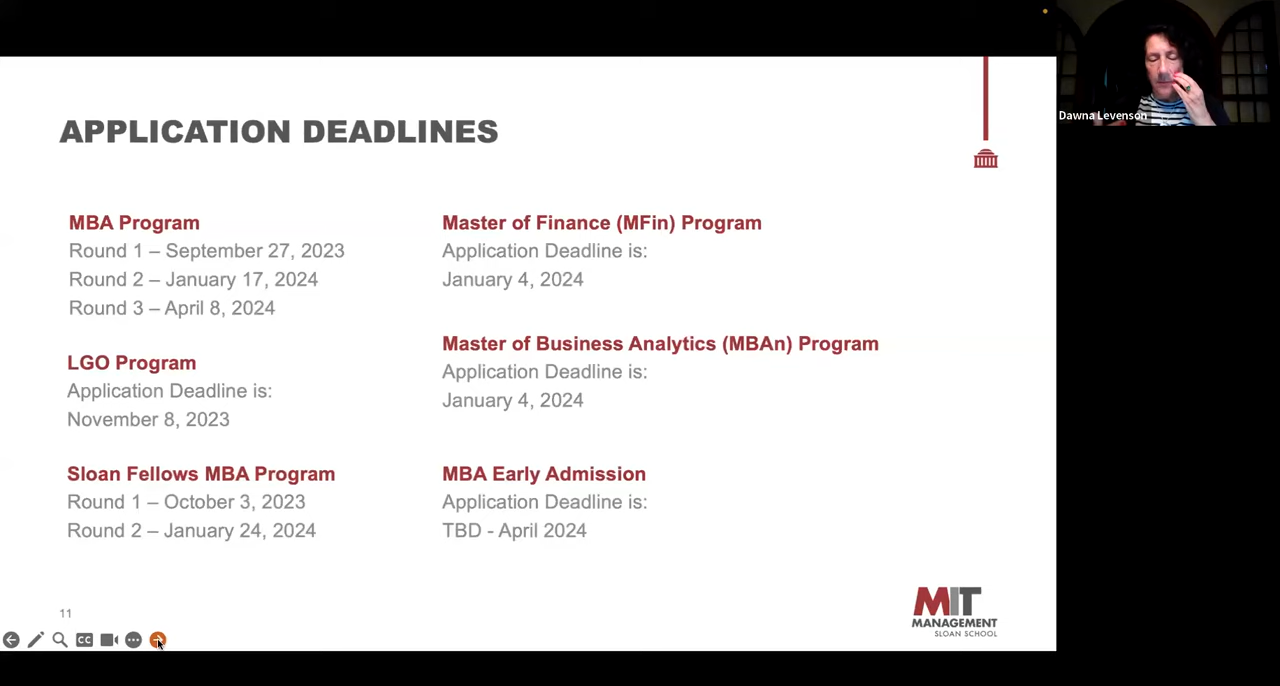 APPLICATION DEADLINES
MBA Program
Round 1 – September 27, 2023
Round 2 – January 17, 2024
Round 3 – April 8, 2024
LGO Program
Application Deadline is:
November 8, 2023
Sloan Fellows MBA Program
Round 1 – October 3, 2023
Round 2 – January 24, 2024
Master of Finance (MFin) Program
Application Deadline is:
January 4, 2024
Master of Business Analytics (MBAn) Program
Application Deadline is:
January 4, 2024
MBA Early Admission
Application Deadline is:
TBD - April 2024
11
CC
MIT
MANAGEMENT
SLOAN SCHOOL
Dawna Levenson